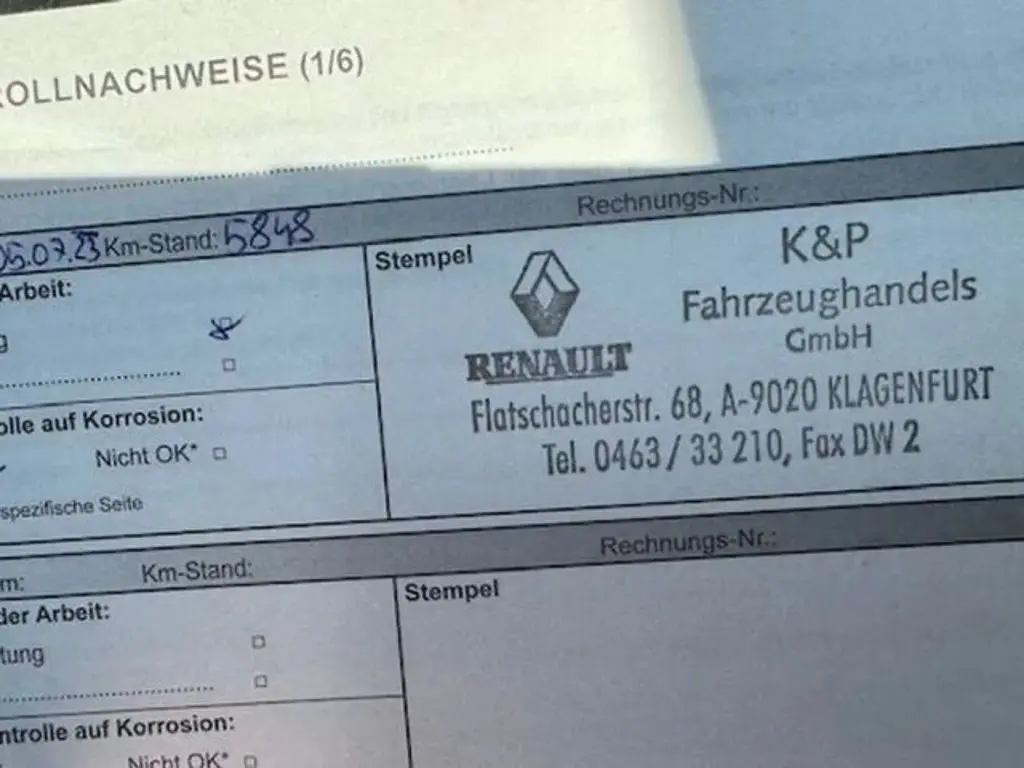 ROLLNACHWEISE (1/6)
05.07.23 Km-Stand: 5848
Rechnungs-Nr.:
Arbeit:
g
olle auf Korrosion:
Nicht OK*
spezifische Seite
Stempel
RENAULT
K&P
Fahrzeughandels
GmbH
Flatschacherstr. 68, A-9020 KLAGENFURT
Tel. 0463 / 33 210, Fax DW 2
m:
Km-Stand:
Rechnungs-Nr.:
der Arbeit:
tung
ntrolle auf Korrosion:
Nicht OK*
Stempel